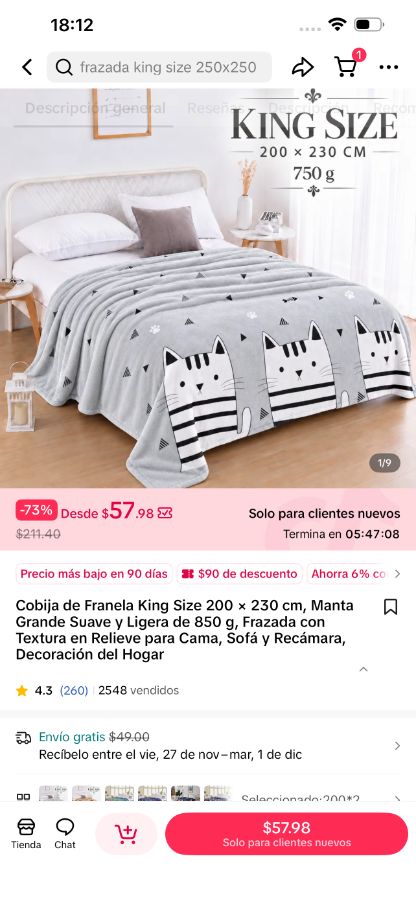 18:12
frazada king size 250x250
1
Descripción general Reseñas Descripción Recom
KING SIZE
200 × 230 CM
750 g
1/9
-73% Desde $57.98
Solo para clientes nuevos
$211.40
Termina en 05:47:08
Precio más bajo en 90 días $90 de descuento Ahorra 6% co
Cobija de Franela King Size 200 × 230 cm, Manta
Grande Suave y Ligera de 850 g, Frazada con
Textura en Relieve para Cama, Sofá y Recámara,
Decoración del Hogar
4.3 (260) 2548 vendidos
Envío gratis $49.00
Recíbelo entre el vie, 27 de nov – mar, 1 de dic
Seleccionado:200*2
Tienda Chat
$57.98
Solo para clientes nuevos